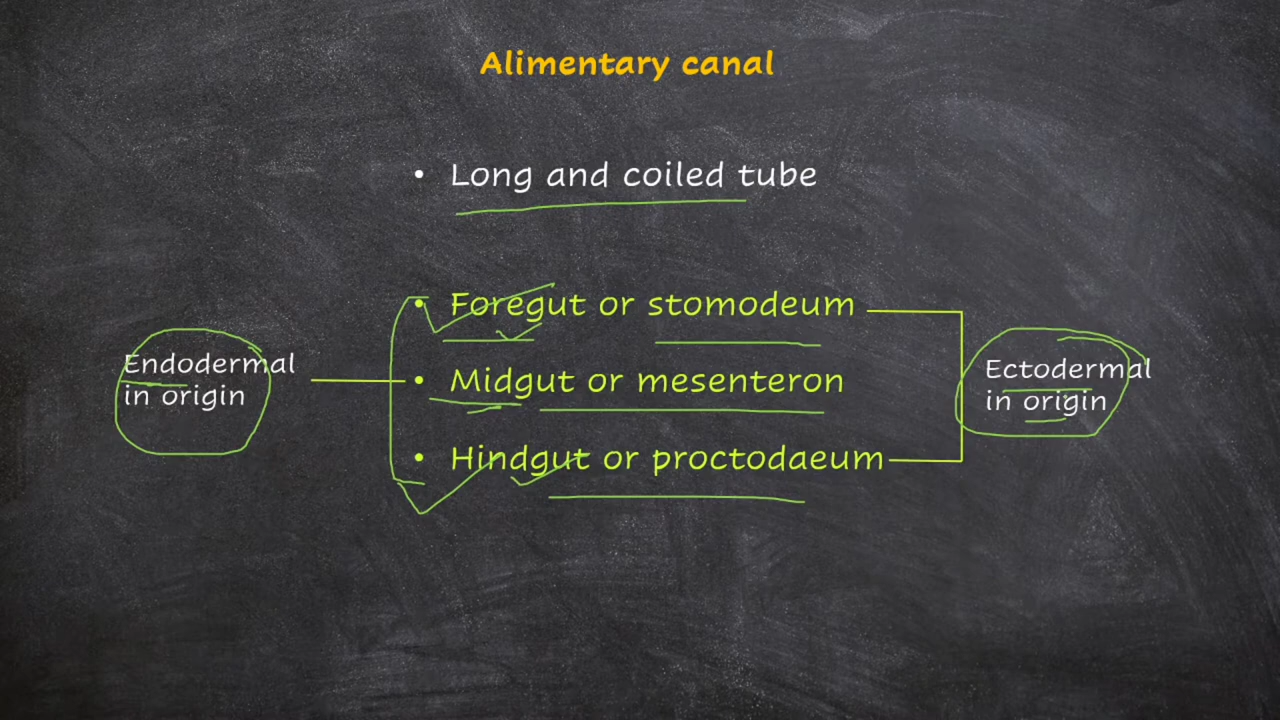 Alimentary canal
• Long and coiled tube
• Foregut or stomodeum
Endodermal
in origin
• Midgut or mesenteron
Ectodermal
in origin
• Hindgut or proctodaeum